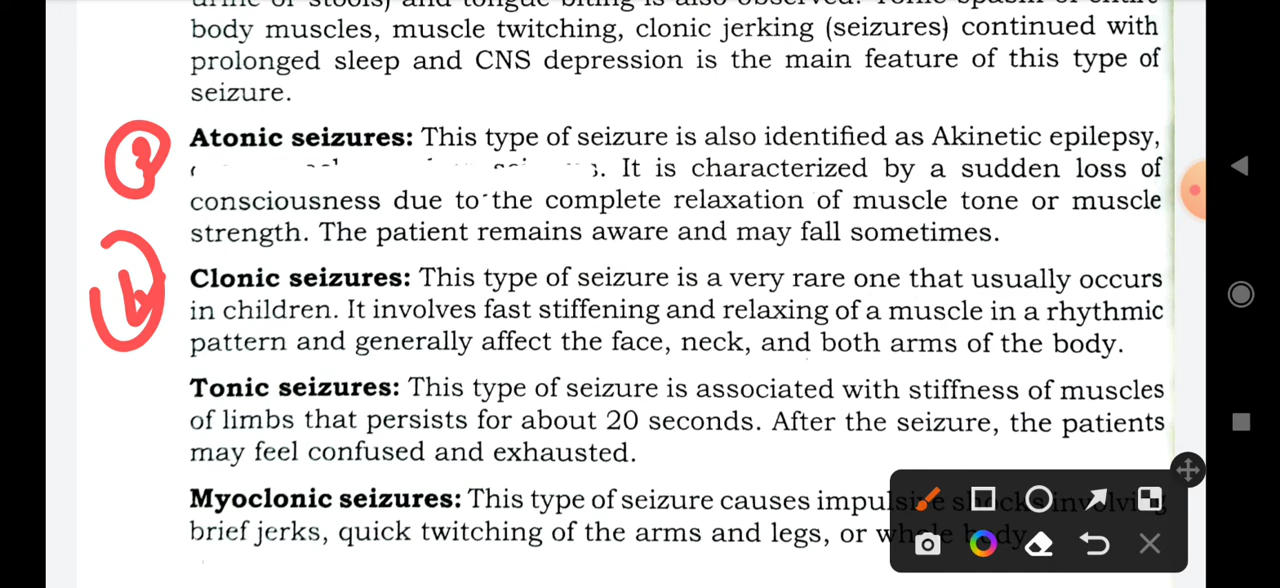 body muscles, muscle twitching, clonic jerking (seizures) continued with
prolonged sleep and CNS depression is the main feature of this type of
seizure.
Atonic seizures: This type of seizure is also identified as Akinetic epilepsy,
It is characterized by a sudden loss of
consciousness due to the complete relaxation of muscle tone or muscle
strength. The patient remains aware and may fall sometimes.
Clonic seizures: This type of seizure is a very rare one that usually occurs
in children. It involves fast stiffening and relaxing of a muscle in a rhythmic
pattern and generally affect the face, neck, and both arms of the body.
Tonic seizures: This type of seizure is associated with stiffness of muscles
of limbs that persists for about 20 seconds. After the seizure, the patients
may feel confused and exhausted.
Myoclonic seizures: This type of seizure causes impulsive shocks involving
brief jerks, quick twitching of the arms and legs, or whole body